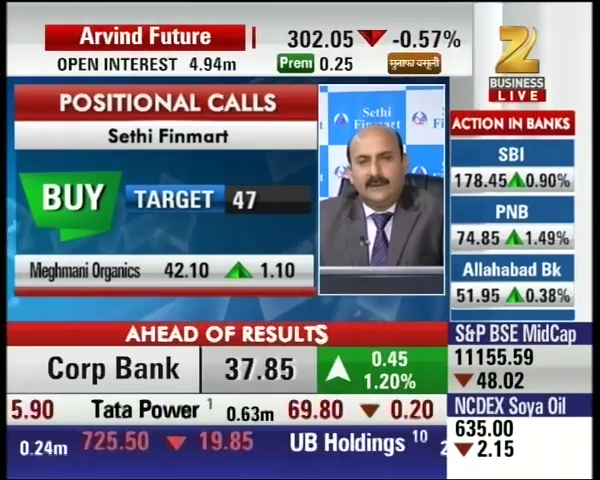 Arvind Future
302.05 -0.57%
OPEN INTEREST 4.94m
Prem 0.25
मुनाफा वसूली
Z
BUSINESS
LIVE
POSITIONAL CALLS
Sethi Finmart
BUY
TARGET 47
Meghmani Organics 42.10 1.10
Sethi
Finmart
ACTION IN BANKS
SBI
178.45 0.90%
PNB
74.85 1.49%
Allahabad Bk
51.95 0.38%
AHEAD OF RESULTS
Corp Bank 37.85
0.45
1.20%
S&P BSE MidCap
11155.59
48.02
5.90 Tata Power 1 0.63m 69.80 0.20
NCDEX Soya Oil
635.00
2.15
0.24m 725.50 19.85 UB Holdings 10